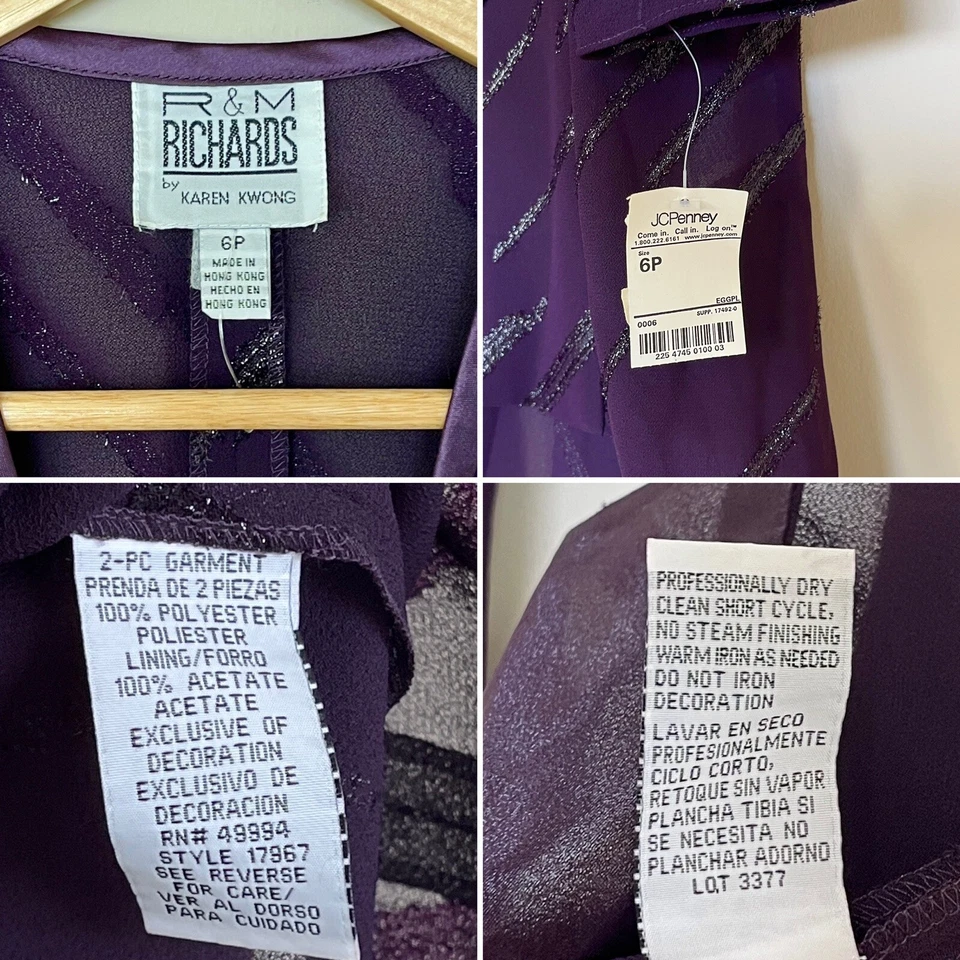 R & M
RICHARDS
by
KAREN KWONG
6P
MADE IN
HONG KONG
HECHO EN
HONG KONG
JCPenney
Come in. Call in. Log on!℠
1.800.222.6161 www.jcpenney.com
Size
6P
EGGPL
SUPP. 17492-0
0006
225 4745 0100 03
2-PC GARMENT
PRENDA DE 2 PIEZAS
100% POLYESTER
POLIESTER
LINING/FORRO
100% ACETATE
ACETATE
EXCLUSIVE OF
DECORATION
EXCLUSIVO DE
DECORACION
RN# 49994
STYLE 17967
SEE REVERSE
FOR CARE/
VER AL DORSO
PARA CUIDADO
PROFESSIONALLY DRY
CLEAN SHORT CYCLE,
NO STEAM FINISHING
WARM IRON AS NEEDED
DO NOT IRON
DECORATION
LAVAR EN SECO
PROFESIONALMENTE
CICLO CORTO,
RETOQUE SIN VAPOR
PLANCHA TIBIA SI
SE NECESITA NO
PLANCHAR ADORNO
LOT 3377